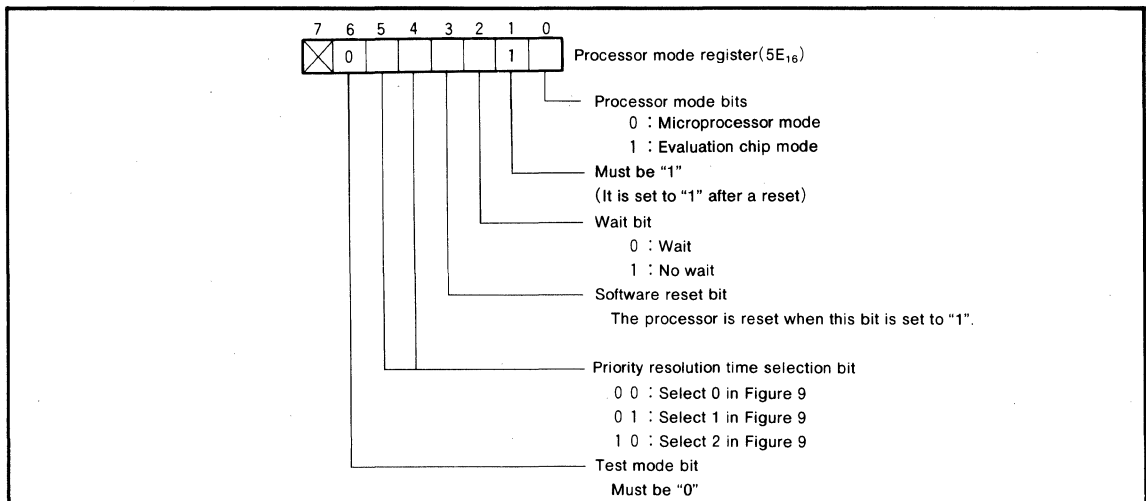 7 6 5 4 3 2 1 0
0 1 Processor mode register(5E₁₆)
Processor mode bits
0 : Microprocessor mode
1 : Evaluation chip mode
Must be “1”
(It is set to “1” after a reset)
Wait bit
0 : Wait
1 : No wait
Software reset bit
The processor is reset when this bit is set to “1”.
Priority resolution time selection bit
0 0 : Select 0 in Figure 9
0 1 : Select 1 in Figure 9
1 0 : Select 2 in Figure 9
Test mode bit
Must be “0”